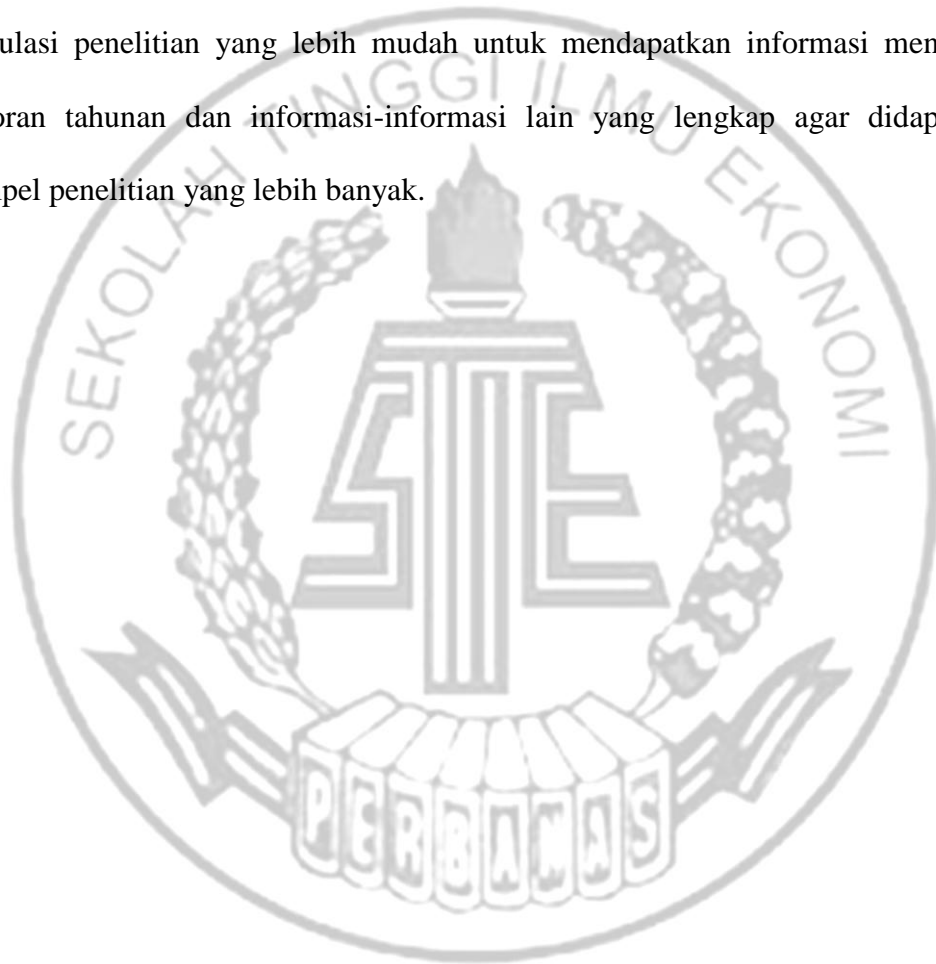 ulasi penelitian yang lebih mudah untuk mendapatkan informasi men
oran tahunan dan informasi-informasi lain yang lengkap agar didap
pel penelitian yang lebih banyak.
SEKOLAH TINGGI ILMU EKONOMI
STIE
PERBANAS